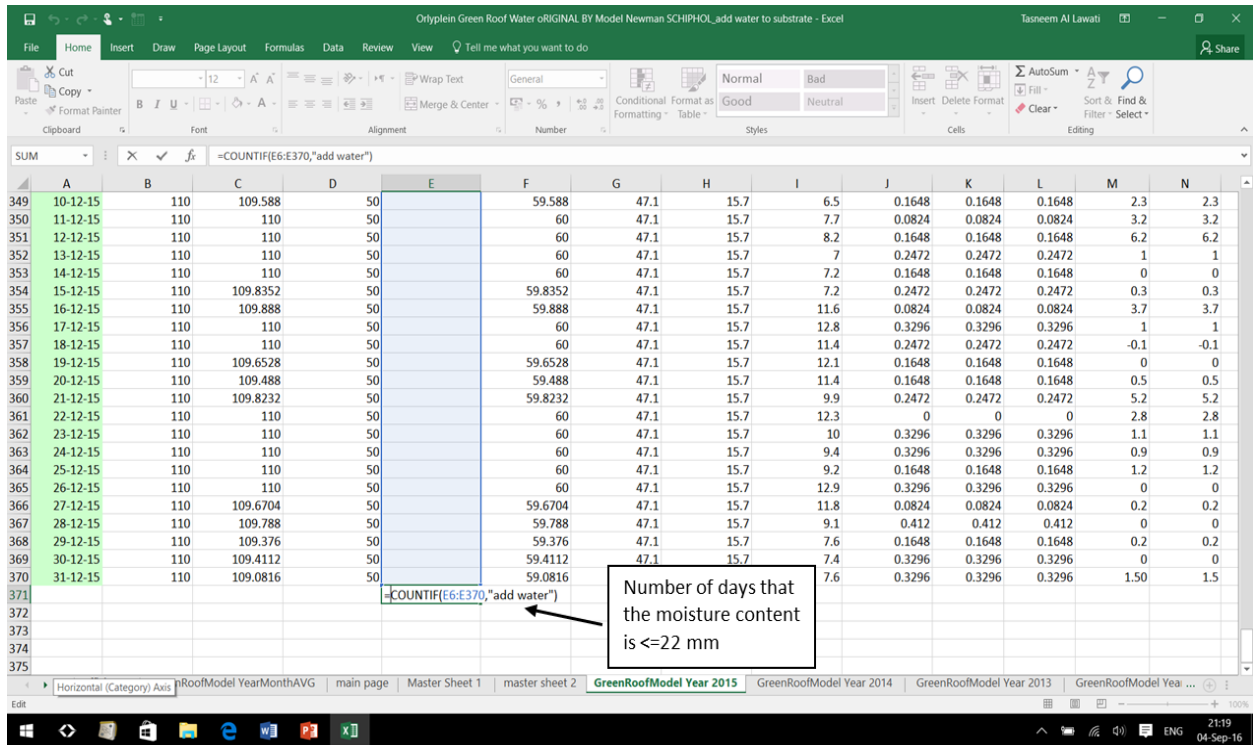 Orlyplein Green Roof Water oRIGINAL BY Model Newman SCHIPHOL_add water to substrate - Excel Tasneem Al Lawati
File Home Insert Draw Page Layout Formulas Data Review View Tell me what you want to do Share
Paste Cut Copy Format Painter 12 A A B I U A Wrap Text Merge & Center General % , Conditional Formatting Format as Table Normal Bad Good Neutral Insert Delete Format AutoSum Fill Clear Sort & Filter Find & Select
Clipboard Font Alignment Number Styles Cells Editing
SUM fx =COUNTIF(E6:E370,"add water")
A B C D E F G H I J K L M N
349 10-12-15 110 109.588 50 59.588 47.1 15.7 6.5 0.1648 0.1648 0.1648 2.3 2.3
350 11-12-15 110 110 50 60 47.1 15.7 7.7 0.0824 0.0824 0.0824 3.2 3.2
351 12-12-15 110 110 50 60 47.1 15.7 8.2 0.1648 0.1648 0.1648 6.2 6.2
352 13-12-15 110 110 50 60 47.1 15.7 7 0.2472 0.2472 0.2472 1 1
353 14-12-15 110 110 50 60 47.1 15.7 7.2 0.1648 0.1648 0.1648 0 0
354 15-12-15 110 109.8352 50 59.8352 47.1 15.7 7.2 0.2472 0.2472 0.2472 0.3 0.3
355 16-12-15 110 109.888 50 59.888 47.1 15.7 11.6 0.0824 0.0824 0.0824 3.7 3.7
356 17-12-15 110 110 50 60 47.1 15.7 12.8 0.3296 0.3296 0.3296 1 1
357 18-12-15 110 110 50 60 47.1 15.7 11.4 0.2472 0.2472 0.2472 -0.1 -0.1
358 19-12-15 110 109.6528 50 59.6528 47.1 15.7 12.1 0.1648 0.1648 0.1648 0 0
359 20-12-15 110 109.488 50 59.488 47.1 15.7 11.4 0.1648 0.1648 0.1648 0.5 0.5
360 21-12-15 110 109.8232 50 59.8232 47.1 15.7 9.9 0.2472 0.2472 0.2472 5.2 5.2
361 22-12-15 110 110 50 60 47.1 15.7 12.3 0 0 0 2.8 2.8
362 23-12-15 110 110 50 60 47.1 15.7 10 0.3296 0.3296 0.3296 1.1 1.1
363 24-12-15 110 110 50 60 47.1 15.7 9.4 0.3296 0.3296 0.3296 0.9 0.9
364 25-12-15 110 110 50 60 47.1 15.7 9.2 0.1648 0.1648 0.1648 1.2 1.2
365 26-12-15 110 110 50 60 47.1 15.7 12.9 0.3296 0.3296 0.3296 0 0
366 27-12-15 110 109.6704 50 59.6704 47.1 15.7 11.8 0.0824 0.0824 0.0824 0.2 0.2
367 28-12-15 110 109.788 50 59.788 47.1 15.7 9.1 0.412 0.412 0.412 0 0
368 29-12-15 110 109.376 50 59.376 47.1 15.7 7.6 0.1648 0.1648 0.1648 0.2 0.2
369 30-12-15 110 109.4112 50 59.4112 47.1 15.7 7.4 0.3296 0.3296 0.3296 0 0
370 31-12-15 110 109.0816 50 59.0816 7.6 0.3296 0.3296 0.3296 1.50 1.5
371 =COUNTIF(E6:E370,"add water")
372
373
374
375
Number of days that
the moisture content
is <=22 mm
Horizontal (Category) Axis nRoofModel YearMonthAVG main page Master Sheet 1 master sheet 2 GreenRoofModel Year 2015 GreenRoofModel Year 2014 GreenRoofModel Year 2013 GreenRoofModel Yea ...
Edit 100%
ENG 21:19
04-Sep-16